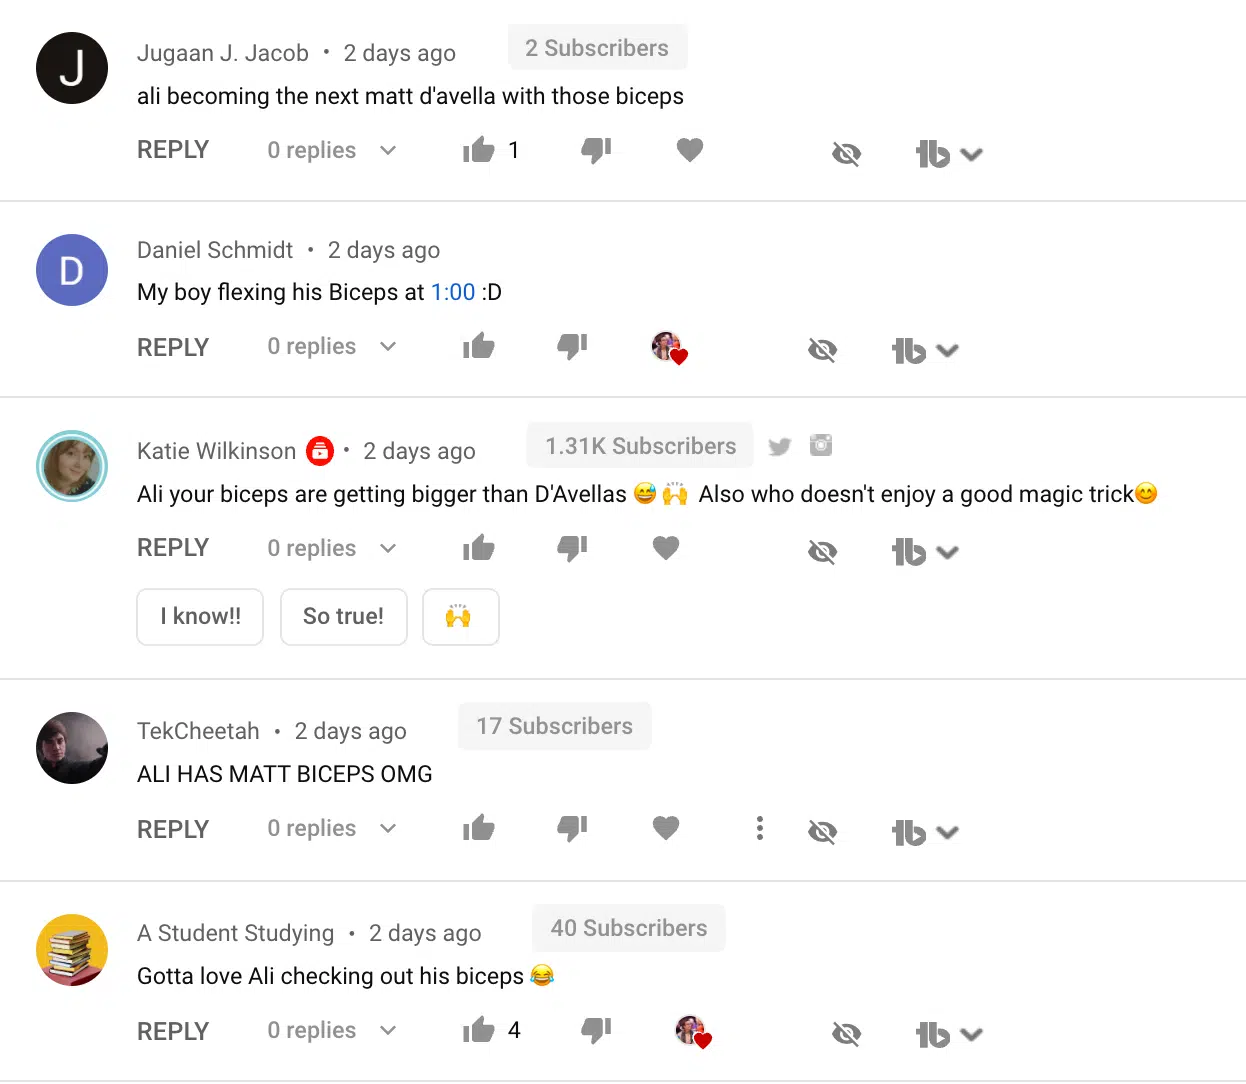 J
Jugaan J. Jacob • 2 days ago 2 Subscribers
ali becoming the next matt d'avella with those biceps
REPLY 0 replies 1
D
Daniel Schmidt • 2 days ago
My boy flexing his Biceps at 1:00 :D
REPLY 0 replies
Katie Wilkinson • 2 days ago 1.31K Subscribers
Ali your biceps are getting bigger than D'Avellas 😅🙌 Also who doesn't enjoy a good magic trick😊
REPLY 0 replies
I know!! So true! 🙌
TekCheetah • 2 days ago 17 Subscribers
ALI HAS MATT BICEPS OMG
REPLY 0 replies
A Student Studying • 2 days ago 40 Subscribers
Gotta love Ali checking out his biceps 😂
REPLY 0 replies 4